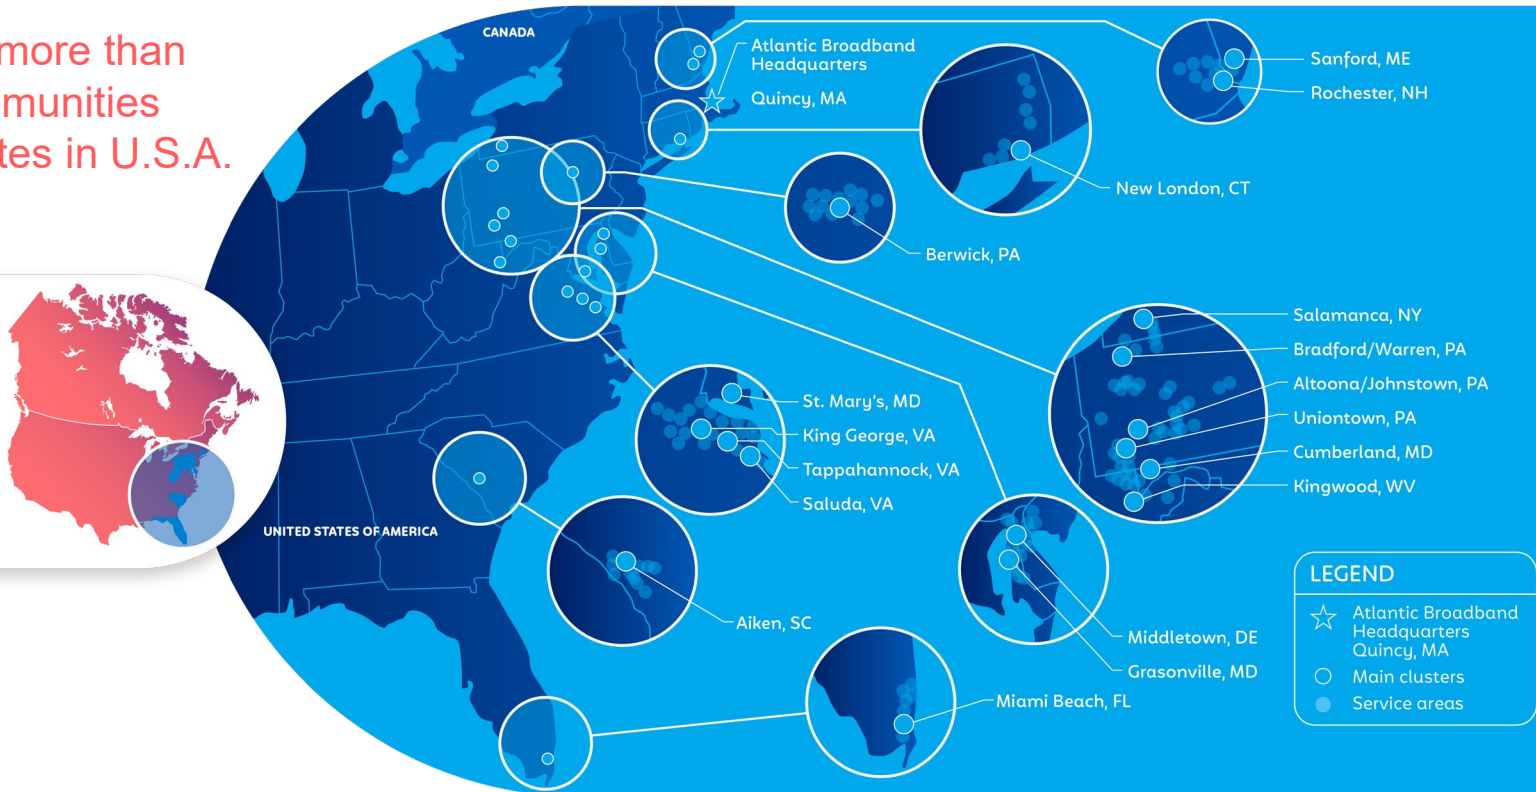 more than
munities
tes in U.S.A.
CANADA
UNITED STATES OF AMERICA
Atlantic Broadband
Headquarters
Quincy, MA
Sanford, ME
Rochester, NH
New London, CT
Berwick, PA
Salamanca, NY
Bradford/Warren, PA
Altoona/Johnstown, PA
Uniontown, PA
Cumberland, MD
Kingwood, WV
St. Mary's, MD
King George, VA
Tappahannock, VA
Saluda, VA
Aiken, SC
Middletown, DE
Grasonville, MD
Miami Beach, FL
LEGEND
Atlantic Broadband
Headquarters
Quincy, MA
Main clusters
Service areas